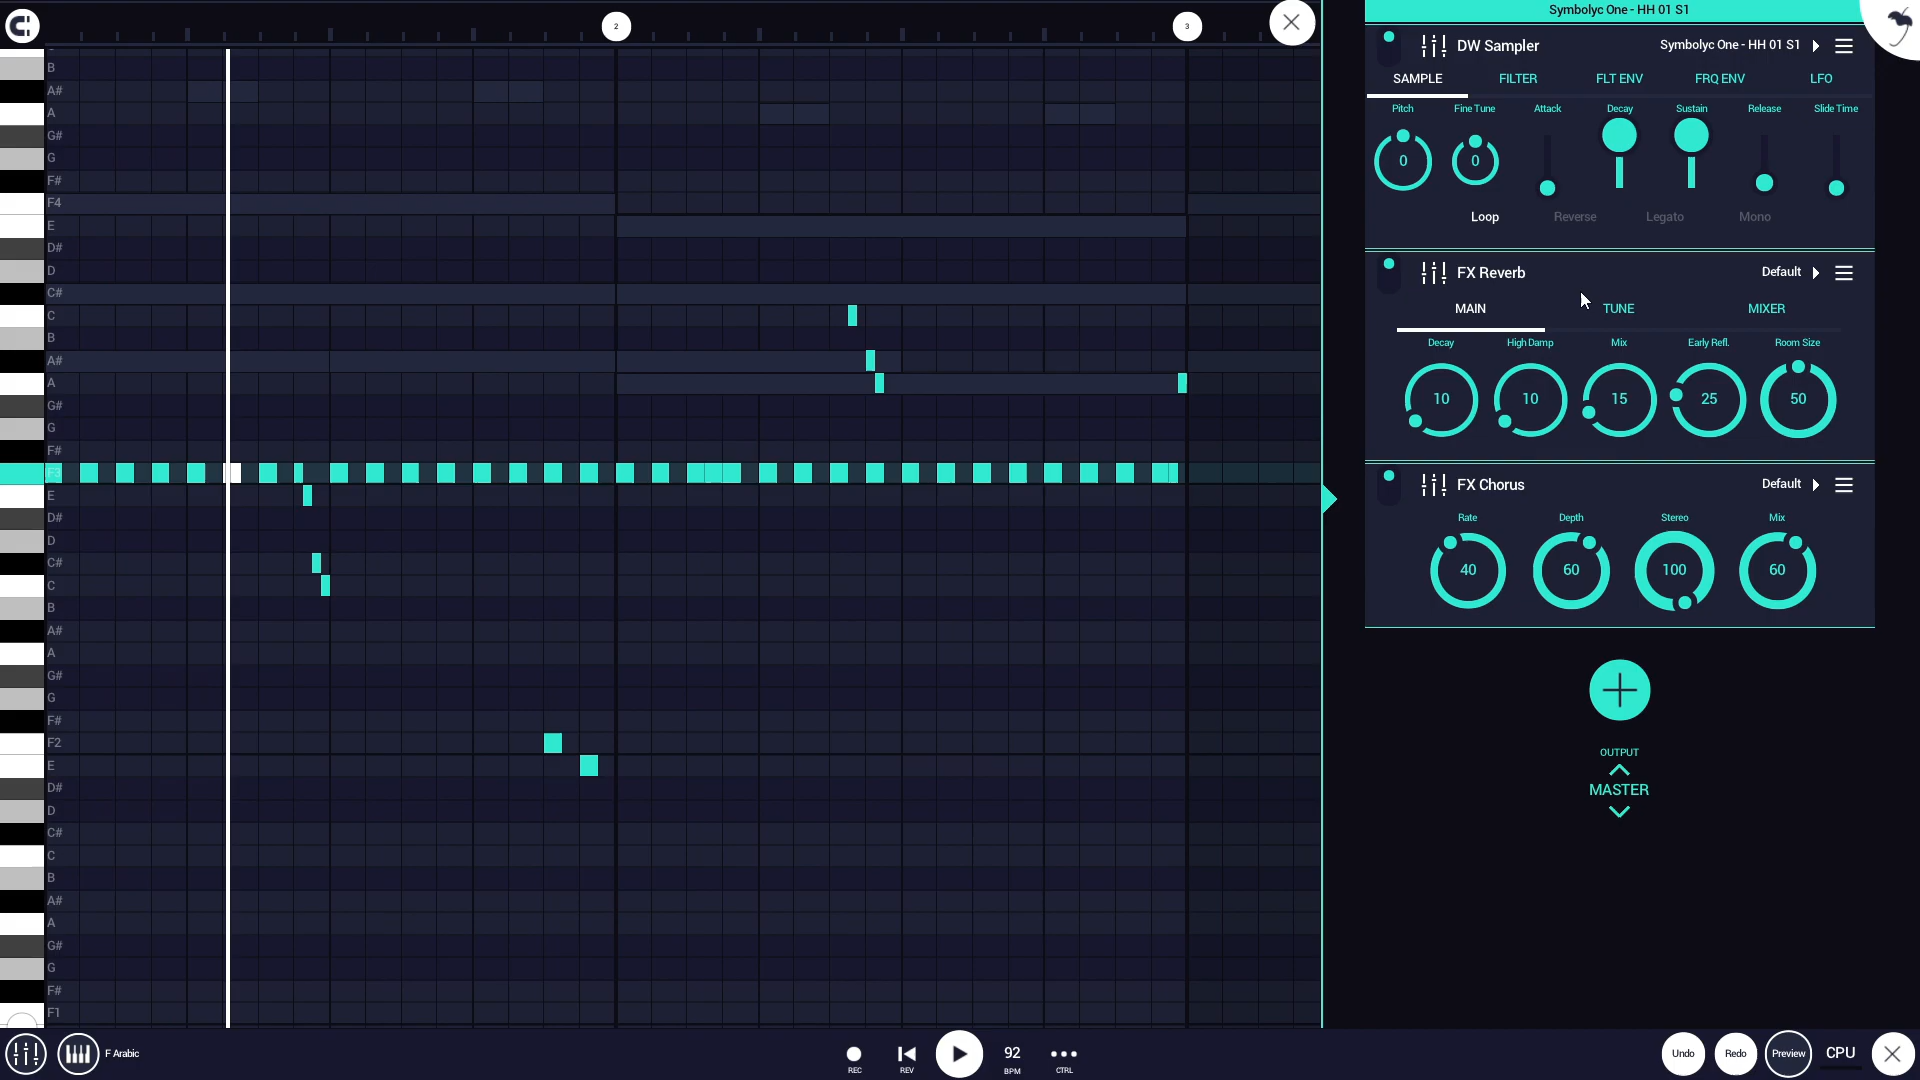 2
3
Symbolyc One - HH 01 S1
DW Sampler
Symbolyc One - HH 01 S1
SAMPLE
FILTER
FLT ENV
FRQ ENV
LFO
Pitch
Fine Tune
Attack
Decay
Sustain
Release
Slide Time
0
0
Loop
Reverse
Legato
Mono
FX Reverb
Default
MAIN
TUNE
MIXER
Decay
High Damp
Mix
Early Refl.
Room Size
10
10
15
25
50
FX Chorus
Default
Rate
Depth
Stereo
Mix
40
60
100
60
OUTPUT
MASTER
B
A#
A
G#
G
F#
F4
E
D#
D
C#
C
B
A#
A
G#
G
F#
F3
E
D#
D
C#
C
B
A#
A
G#
G
F#
F2
E
D#
D
C#
C
B
A#
A
G#
G
F#
F1
F Arabic
REC
REV
92
BPM
CTRL
Undo
Redo
Preview
CPU